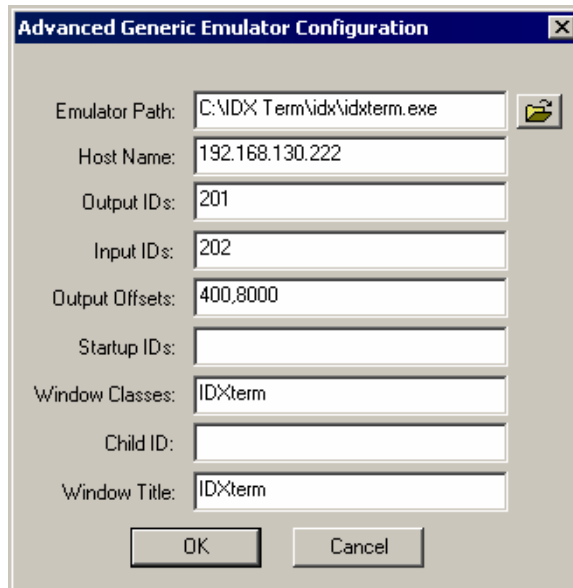 Advanced Generic Emulator Configuration
Emulator Path: C:\IDX Term\idx\idxterm.exe
Host Name: 192.168.130.222
Output IDs: 201
Input IDs: 202
Output Offsets: 400,8000
Startup IDs:
Window Classes: IDXterm
Child ID:
Window Title: IDXterm
OK Cancel